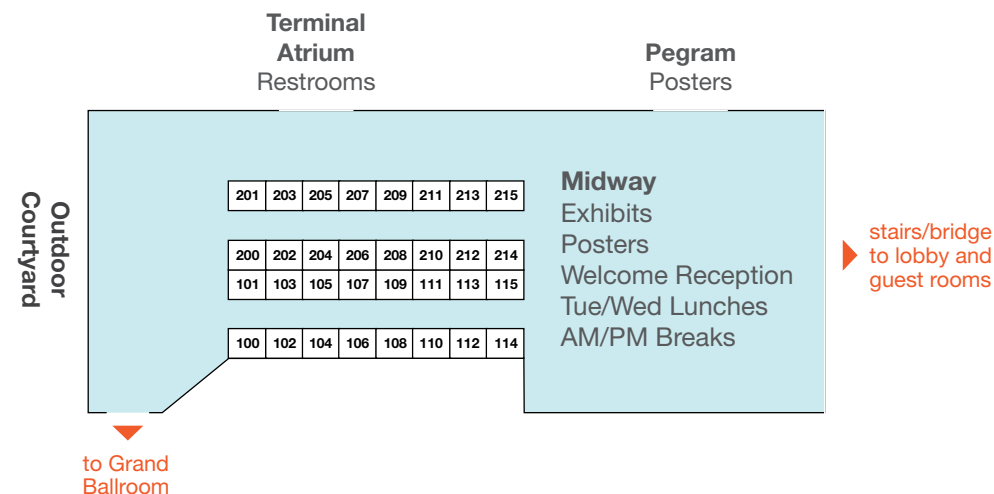 Terminal
Atrium
Restrooms
Pegram
Posters
Outdoor
Courtyard
201 203 205 207 209 211 213 215
200 202 204 206 208 210 212 214
101 103 105 107 109 111 113 115
100 102 104 106 108 110 112 114
Midway
Exhibits
Posters
Welcome Reception
Tue/Wed Lunches
AM/PM Breaks
stairs/bridge
to lobby and
guest rooms
to Grand
Ballroom